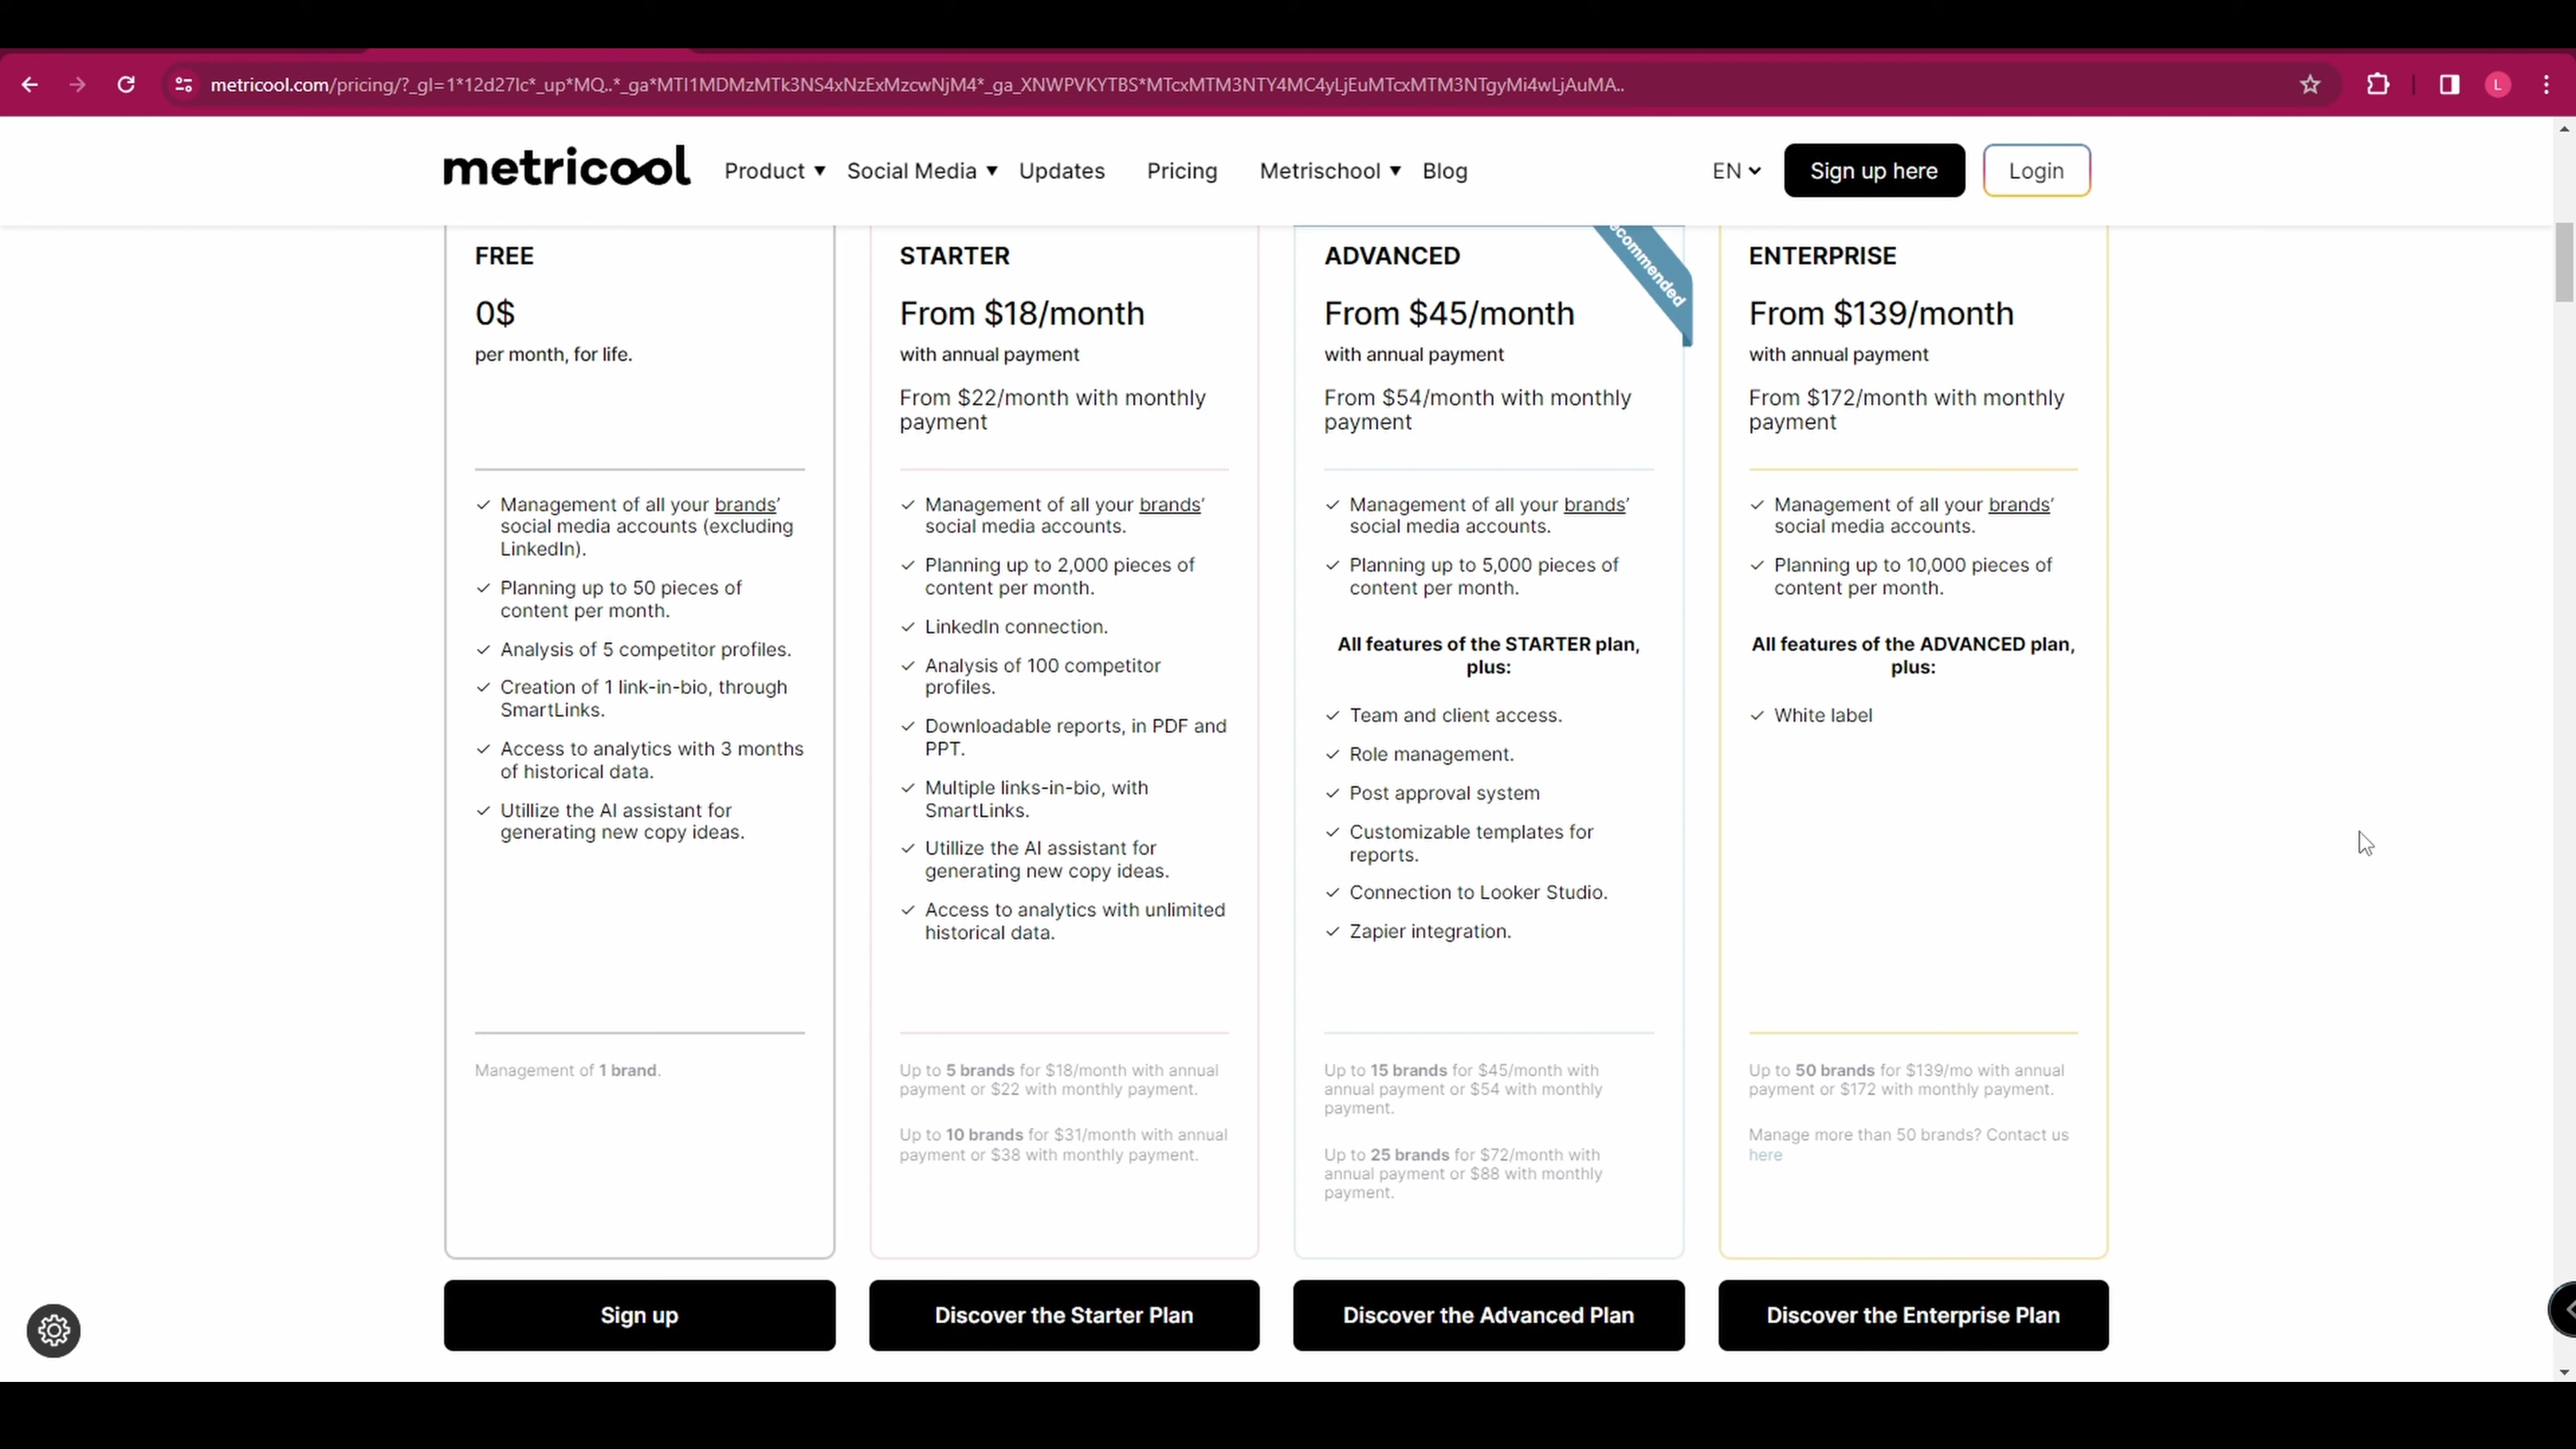 metricool.com/pricing/?_gl=1*12d27lc*_up*MQ..*_ga*MTI1MDMzMTk3NS4xNzExMzcwNjM4*_ga_XNWPVKYTBS*MTcxMTM3NTY4MC4yLjEuMTcxMTM3NTgyMi4wLjAuMA..
L
metricool
Product
Social Media
Updates
Pricing
Metrischool
Blog
EN
Sign up here
Login
FREE
0$
per month, for life.
Management of all your brands’
social media accounts (excluding
LinkedIn).
Planning up to 50 pieces of
content per month.
Analysis of 5 competitor profiles.
Creation of 1 link-in-bio, through
SmartLinks.
Access to analytics with 3 months
of historical data.
Utillize the AI assistant for
generating new copy ideas.
Management of 1 brand.
Sign up
STARTER
From $18/month
with annual payment
From $22/month with monthly
payment
Management of all your brands’
social media accounts.
Planning up to 2,000 pieces of
content per month.
LinkedIn connection.
Analysis of 100 competitor
profiles.
Downloadable reports, in PDF and
PPT.
Multiple links-in-bio, with
SmartLinks.
Utillize the AI assistant for
generating new copy ideas.
Access to analytics with unlimited
historical data.
Up to 5 brands for $18/month with annual
payment or $22 with monthly payment.
Up to 10 brands for $31/month with annual
payment or $38 with monthly payment.
Discover the Starter Plan
ADVANCED
ecommended
From $45/month
with annual payment
From $54/month with monthly
payment
Management of all your brands’
social media accounts.
Planning up to 5,000 pieces of
content per month.
All features of the STARTER plan,
plus:
Team and client access.
Role management.
Post approval system
Customizable templates for
reports.
Connection to Looker Studio.
Zapier integration.
Up to 15 brands for $45/month with
annual payment or $54 with monthly
payment.
Up to 25 brands for $72/month with
annual payment or $88 with monthly
payment.
Discover the Advanced Plan
ENTERPRISE
From $139/month
with annual payment
From $172/month with monthly
payment
Management of all your brands’
social media accounts.
Planning up to 10,000 pieces of
content per month.
All features of the ADVANCED plan,
plus:
White label
Up to 50 brands for $139/mo with annual
payment or $172 with monthly payment.
Manage more than 50 brands? Contact us
here
Discover the Enterprise Plan